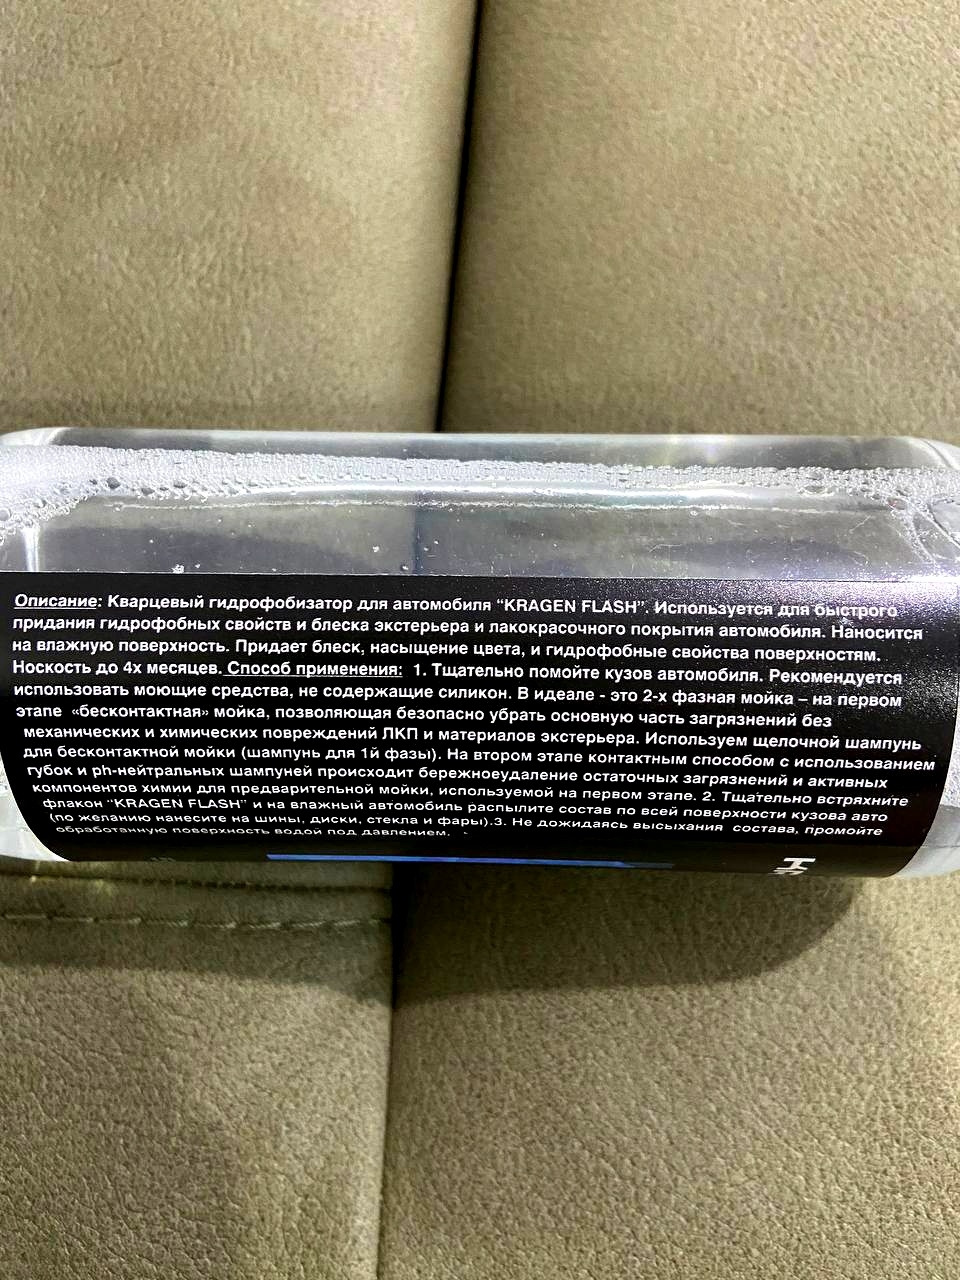 Описание: Кварцевый гидрофобизатор для автомобиля “KRAGEN FLASH”. Используется для быстрого
придания гидрофобных свойств и блеска экстерьера и лакокрасочного покрытия автомобиля. Наносится
на влажную поверхность. Придает блеск, насыщение цвета, и гидрофобные свойства поверхностям.
Носкость до 4х месяцев. Способ применения: 1. Тщательно помойте кузов автомобиля. Рекомендуется
использовать моющие средства, не содержащие силикон. В идеале - это 2-х фазная мойка – на первом
этапе «бесконтактная» мойка, позволяющая безопасно убрать основную часть загрязнений без
механических и химических повреждений ЛКП и материалов экстерьера. Используем щелочной шампунь
для бесконтактной мойки (шампунь для 1й фазы). На втором этапе контактным способом с использованием
губок и ph-нейтральных шампуней происходит бережноеудаление остаточных загрязнений и активных
компонентов химии для предварительной мойки, используемой на первом этапе. 2. Тщательно встряхните
флакон “KRAGEN FLASH” и на влажный автомобиль распылите состав по всей поверхности кузова авто
(по желанию нанесите на шины, диски, стекла и фары).3. Не дожидаясь высыхания состава, промойте
обработанную поверхность водой под давлением.